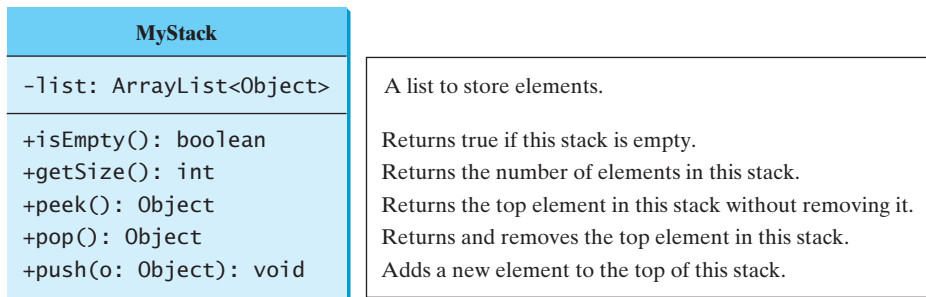 MyStack
-list: ArrayList<Object>
A list to store elements.
+isEmpty(): boolean
Returns true if this stack is empty.
+getSize(): int
Returns the number of elements in this stack.
+peek(): Object
Returns the top element in this stack without removing it.
+pop(): Object
Returns and removes the top element in this stack.
+push(o: Object): void
Adds a new element to the top of this stack.